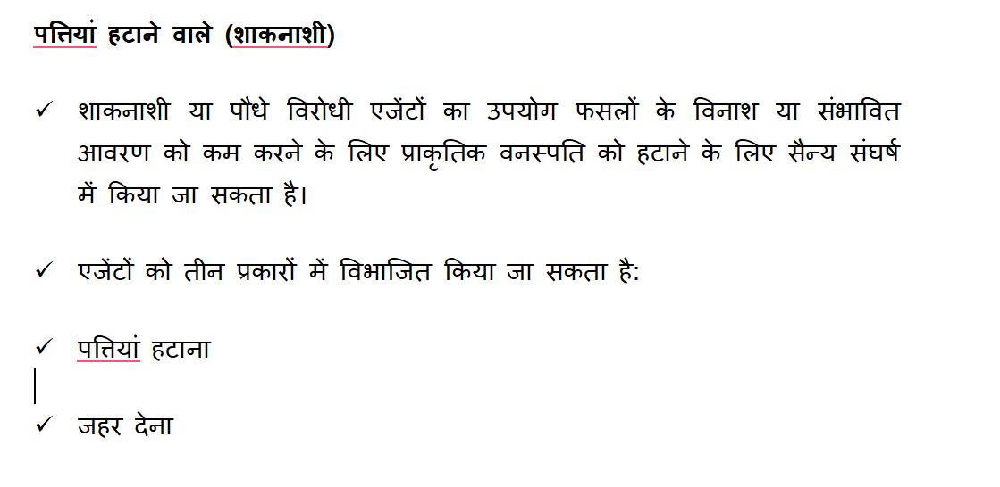 पत्तियां हटाने वाले (शाकनाशी)
✓ शाकनाशी या पौधे विरोधी एजेंटों का उपयोग फसलों के विनाश या संभावित
आवरण को कम करने के लिए प्राकृतिक वनस्पति को हटाने के लिए सैन्य संघर्ष
में किया जा सकता है।
✓ एजेंटों को तीन प्रकारों में विभाजित किया जा सकता है:
✓ पत्तियां हटाना
✓ जहर देना